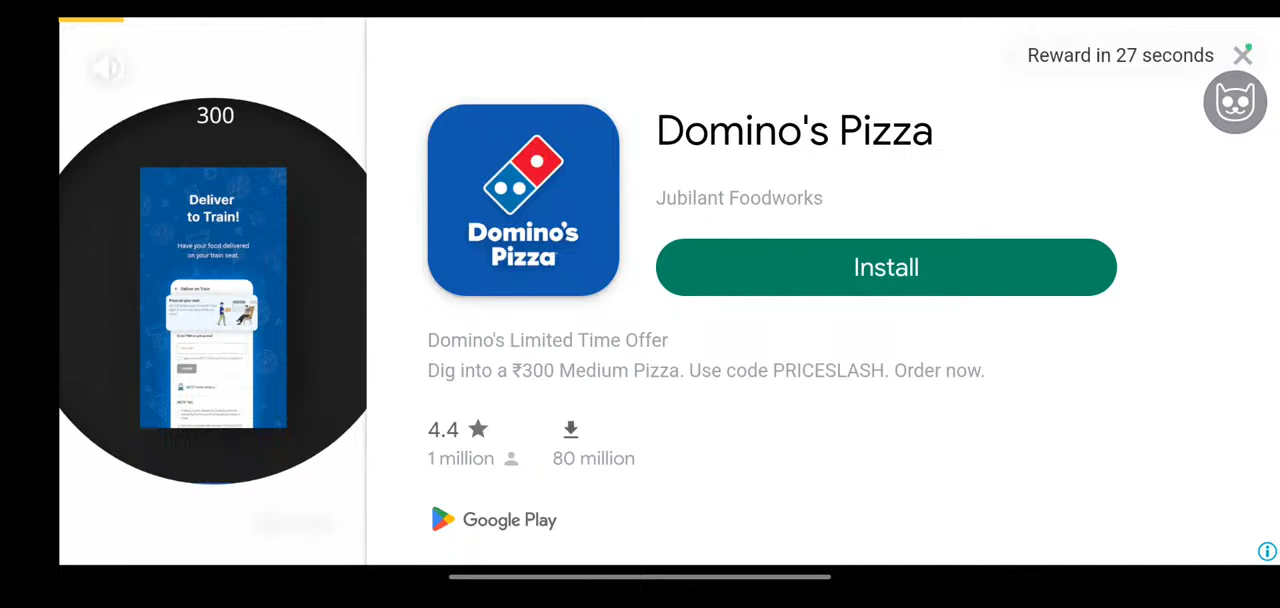 Reward in 27 seconds
300
Deliver
to Train!
Have your food delivered
on your train seat.
Domino's
Pizza
Domino's Pizza
Jubilant Foodworks
Install
Domino's Limited Time Offer
Dig into a ₹300 Medium Pizza. Use code PRICESLASH. Order now.
4.4
1 million
80 million
Google Play